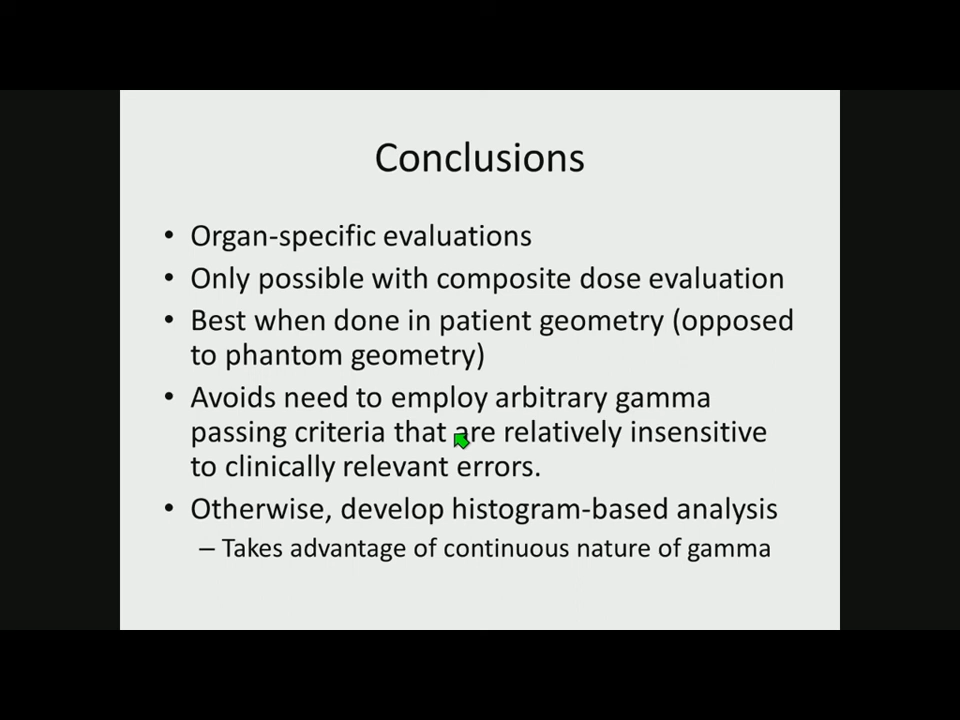 Conclusions
• Organ-specific evaluations
• Only possible with composite dose evaluation
• Best when done in patient geometry (opposed
to phantom geometry)
• Avoids need to employ arbitrary gamma
passing criteria that are relatively insensitive
to clinically relevant errors.
• Otherwise, develop histogram-based analysis
– Takes advantage of continuous nature of gamma